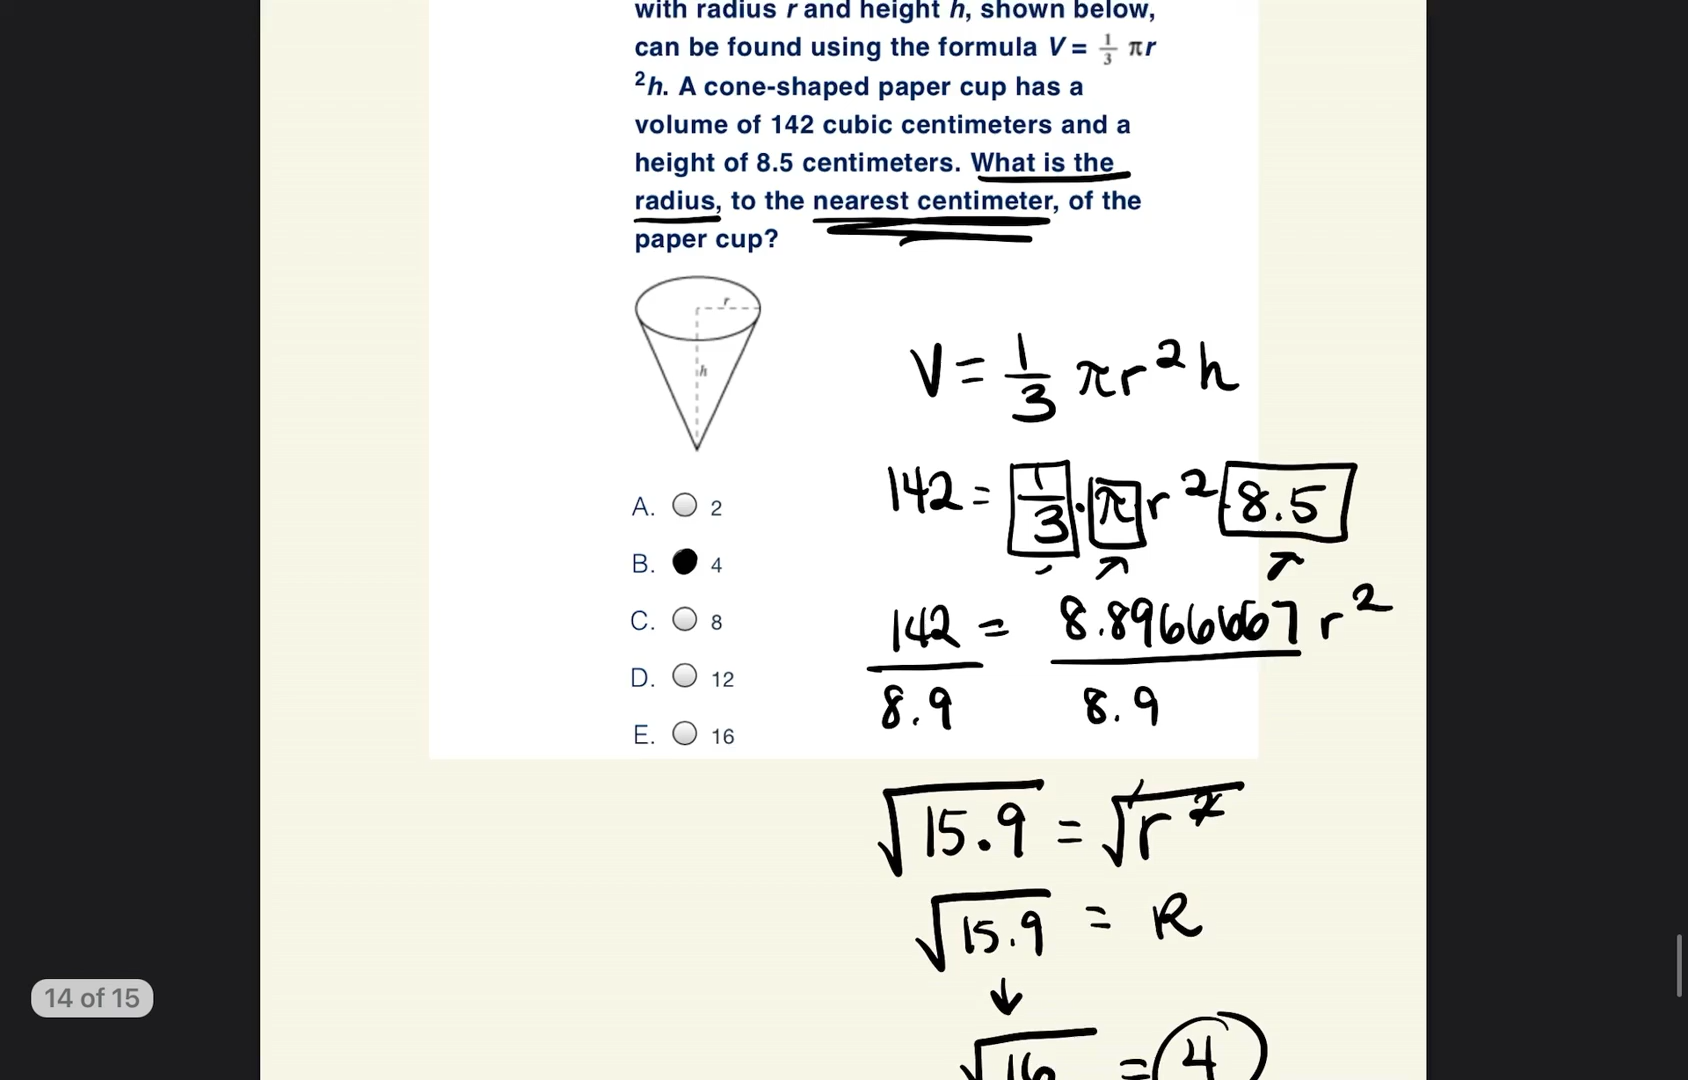 with radius r and height h, shown below,
can be found using the formula V = 1/3 πr
²h. A cone-shaped paper cup has a
volume of 142 cubic centimeters and a
height of 8.5 centimeters. What is the
radius, to the nearest centimeter, of the
paper cup?
r
h
A. 2
B. 4
C. 8
D. 12
E. 16
V = 1/3 πr²h
142 = 1/3 · π r² 8.5
142 = 8.8966667 r²
8.9 8.9
√15.9 = √r²
√15.9 = R
√16 = 4
14 of 15